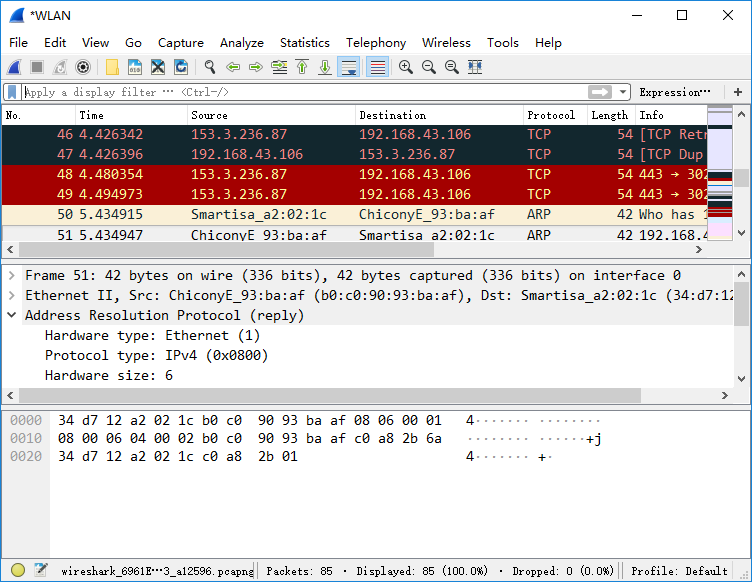 *WLAN
File Edit View Go Capture Analyze Statistics Telephony Wireless Tools Help
Apply a display filter ··· <Ctrl-/> Expression··· +
No. Time Source Destination Protocol Length Info
46 4.426342 153.3.236.87 192.168.43.106 TCP 54 [TCP Retr
47 4.426396 192.168.43.106 153.3.236.87 TCP 54 [TCP Dup
48 4.480354 153.3.236.87 192.168.43.106 TCP 54 443 → 302
49 4.494973 153.3.236.87 192.168.43.106 TCP 54 443 → 302
50 5.434915 Smartisa_a2:02:1c ChiconyE_93:ba:af ARP 42 Who has 1
51 5.434947 ChiconyE_93:ba:af Smartisa_a2:02:1c ARP 42 192.168.4
Frame 51: 42 bytes on wire (336 bits), 42 bytes captured (336 bits) on interface 0
Ethernet II, Src: ChiconyE_93:ba:af (b0:c0:90:93:ba:af), Dst: Smartisa_a2:02:1c (34:d7:12
Address Resolution Protocol (reply)
Hardware type: Ethernet (1)
Protocol type: IPv4 (0x0800)
Hardware size: 6
0000 34 d7 12 a2 02 1c b0 c0 90 93 ba af 08 06 00 01 4······· ········
0010 08 00 06 04 00 02 b0 c0 90 93 ba af c0 a8 2b 6a ········ ······+j
0020 34 d7 12 a2 02 1c c0 a8 2b 01 4······· +·
wireshark_6961E···3_a12596.pcapng Packets: 85 · Displayed: 85 (100.0%) · Dropped: 0 (0.0%) Profile: Default